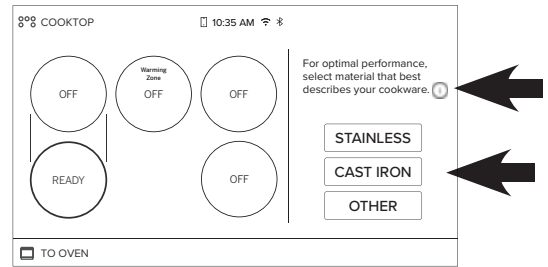 COOKTOP
10:35 AM
Warming
Zone
OFF
OFF
OFF
READY
OFF
For optimal performance,
select material that best
describes your cookware.
STAINLESS
CAST IRON
OTHER
TO OVEN